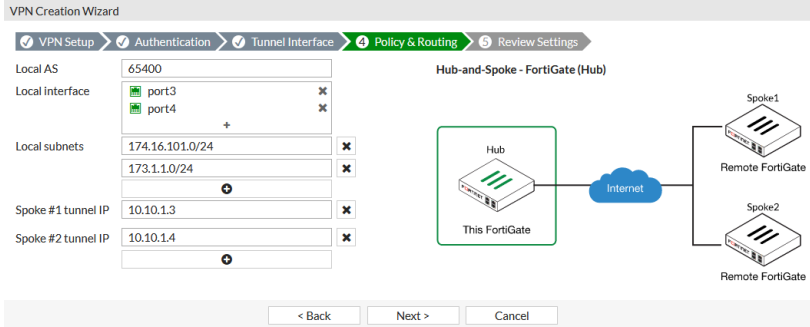 VPN Creation Wizard
VPN Setup Authentication Tunnel Interface 4 Policy & Routing 5 Review Settings
Local AS 65400
Local interface port3
port4
Local subnets 174.16.101.0/24
173.1.1.0/24
Spoke #1 tunnel IP 10.10.1.3
Spoke #2 tunnel IP 10.10.1.4
Hub-and-Spoke - FortiGate (Hub)
Spoke1
Remote FortiGate
Hub
This FortiGate
Internet
Spoke2
Remote FortiGate
< Back Next > Cancel